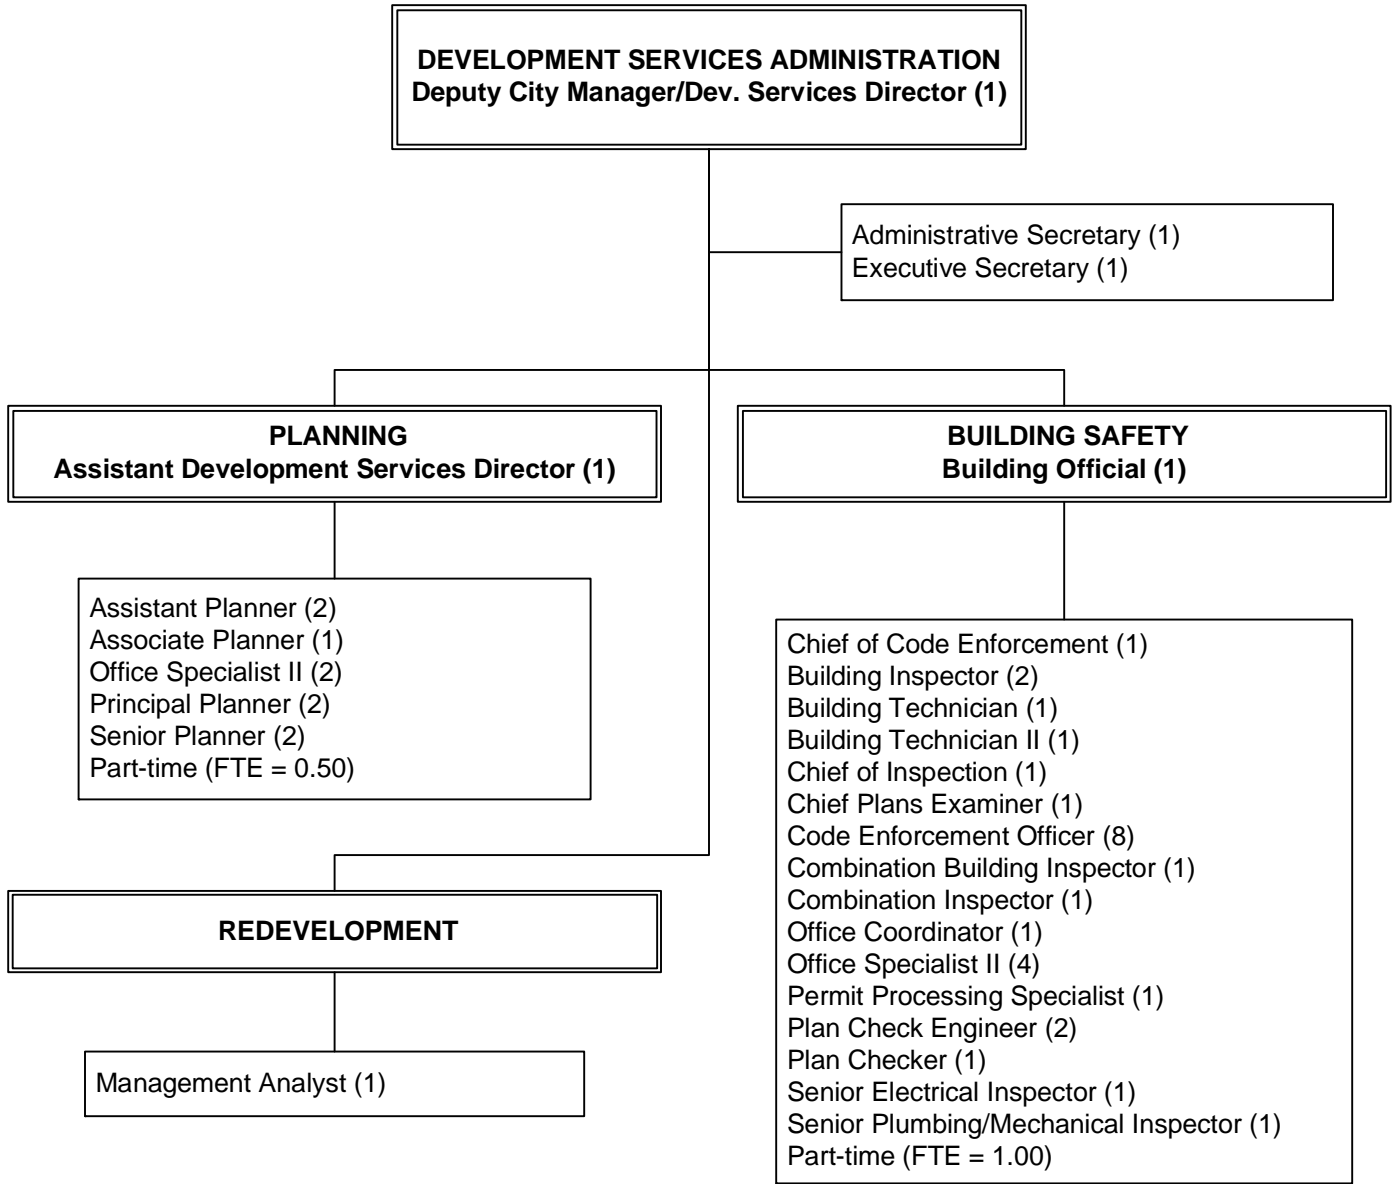 DEVELOPMENT SERVICES ADMINISTRATION
Deputy City Manager/Dev. Services Director (1)
Administrative Secretary (1)
Executive Secretary (1)
PLANNING
Assistant Development Services Director (1)
BUILDING SAFETY
Building Official (1)
Assistant Planner (2)
Associate Planner (1)
Office Specialist II (2)
Principal Planner (2)
Senior Planner (2)
Part-time (FTE = 0.50)
Chief of Code Enforcement (1)
Building Inspector (2)
Building Technician (1)
Building Technician II (1)
Chief of Inspection (1)
Chief Plans Examiner (1)
Code Enforcement Officer (8)
Combination Building Inspector (1)
Combination Inspector (1)
Office Coordinator (1)
Office Specialist II (4)
Permit Processing Specialist (1)
Plan Check Engineer (2)
Plan Checker (1)
Senior Electrical Inspector (1)
Senior Plumbing/Mechanical Inspector (1)
Part-time (FTE = 1.00)
REDEVELOPMENT
Management Analyst (1)